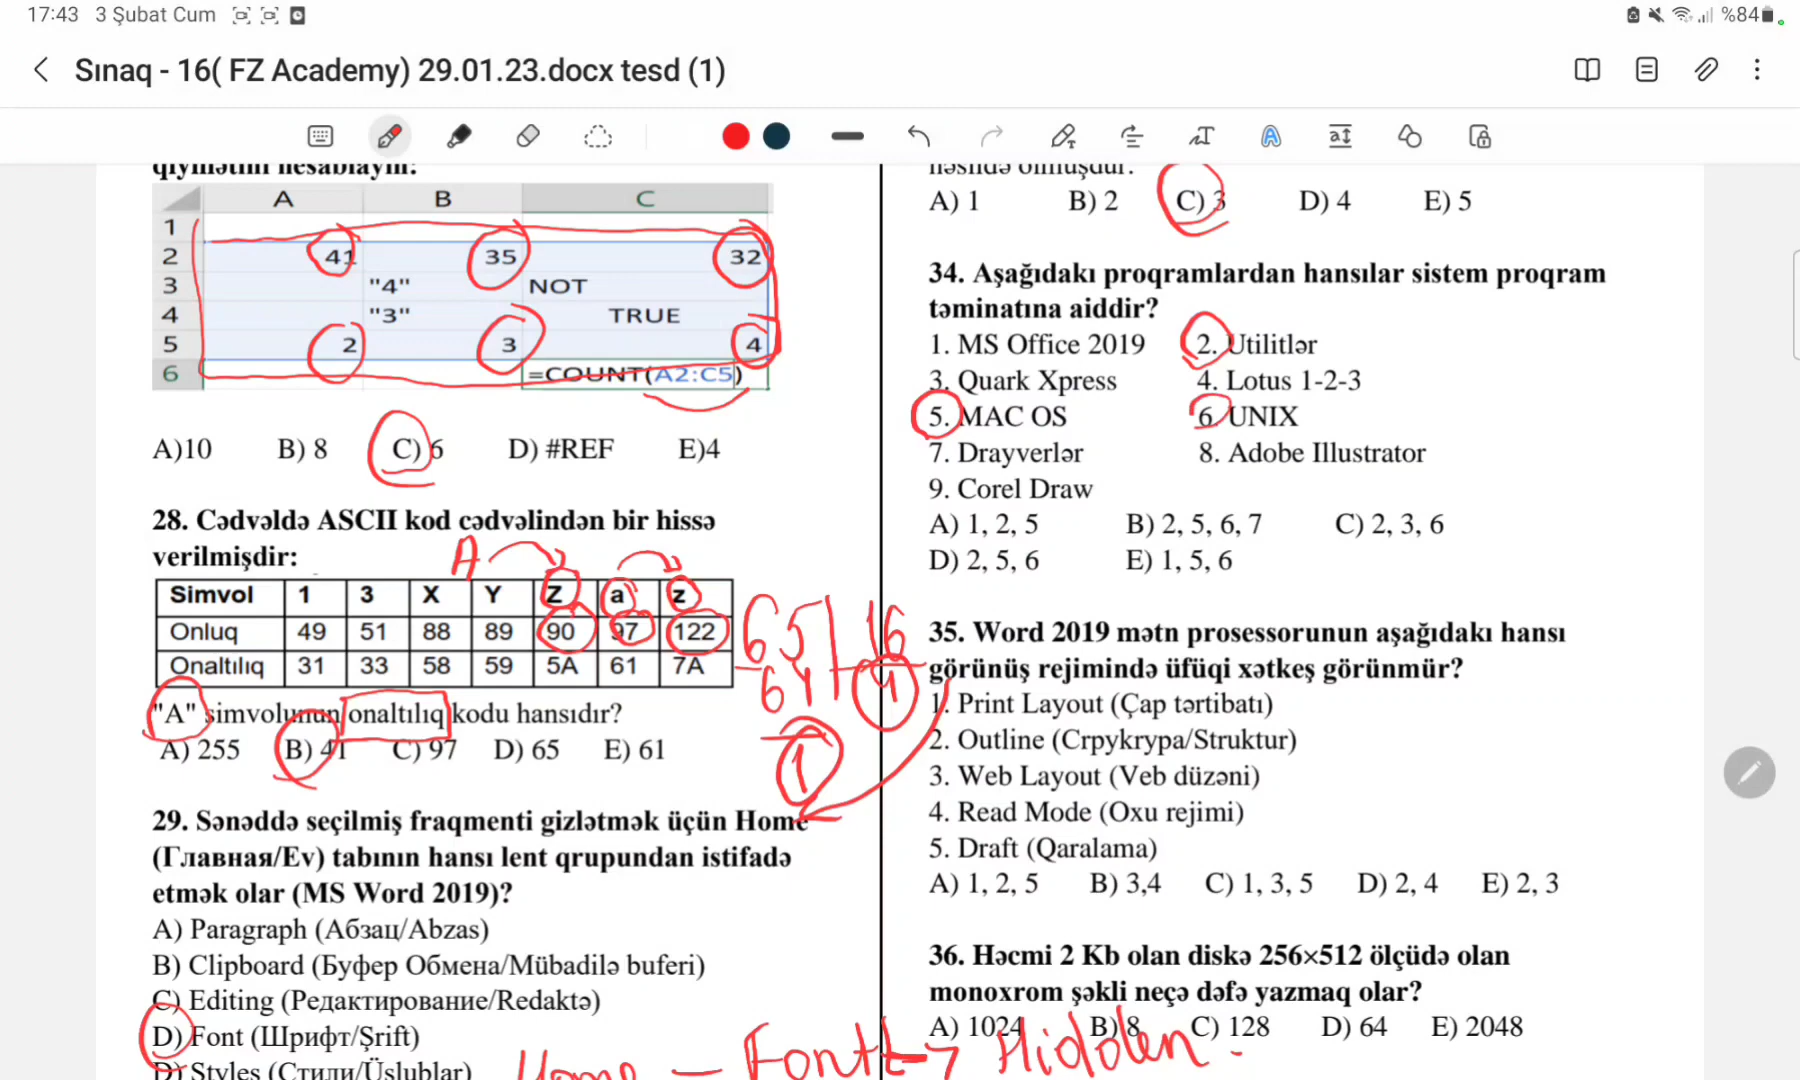 17:43 3 Şubat Cum
%84
Sınaq - 16( FZ Academy) 29.01.23.docx tesd (1)
qiymətini hesablayın:
A B C
1
2 41 35 32
3 "4" NOT
4 "3" TRUE
5 2 3 4
6 =COUNT(A2:C5)
A)10 B) 8 C) 6 D) #REF E)4
28. Cədvəldə ASCII kod cədvəlindən bir hissə
verilmişdir:
A
Simvol 1 3 X Y Z a z
Onluq 49 51 88 89 90 97 122
Onaltılıq 31 33 58 59 5A 61 7A
65 16
64 4
1
"A" simvolunun onaltılıq kodu hansıdır?
A) 255 B) 41 C) 97 D) 65 E) 61
29. Sənəddə seçilmiş fraqmenti gizlətmək üçün Home
(Главная/Ev) tabının hansı lent qrupundan istifadə
etmək olar (MS Word 2019)?
A) Paragraph (Абзац/Abzas)
B) Clipboard (Буфер Обмена/Mübadilə buferi)
C) Editing (Редактирование/Redaktə)
D) Font (Шрифт/Şrift)
D) Styles (Стили/Üslublar)
Home — Font → Hidden.
nəslində olmuşdur.
A) 1 B) 2 C) 3 D) 4 E) 5
34. Aşağıdakı proqramlardan hansılar sistem proqram
təminatına aiddir?
1. MS Office 2019 2. Utilitlər
3. Quark Xpress 4. Lotus 1-2-3
5. MAC OS 6. UNIX
7. Drayverlər 8. Adobe Illustrator
9. Corel Draw
A) 1, 2, 5 B) 2, 5, 6, 7 C) 2, 3, 6
D) 2, 5, 6 E) 1, 5, 6
35. Word 2019 mətn prosessorunun aşağıdakı hansı
görünüş rejimində üfüqi xətkeş görünmür?
1. Print Layout (Çap tərtibatı)
2. Outline (Crpykrypa/Struktur)
3. Web Layout (Veb düzəni)
4. Read Mode (Oxu rejimi)
5. Draft (Qaralama)
A) 1, 2, 5 B) 3,4 C) 1, 3, 5 D) 2, 4 E) 2, 3
36. Həcmi 2 Kb olan diskə 256×512 ölçüdə olan
monoxrom şəkli neçə dəfə yazmaq olar?
A) 1024 B) 8 C) 128 D) 64 E) 2048